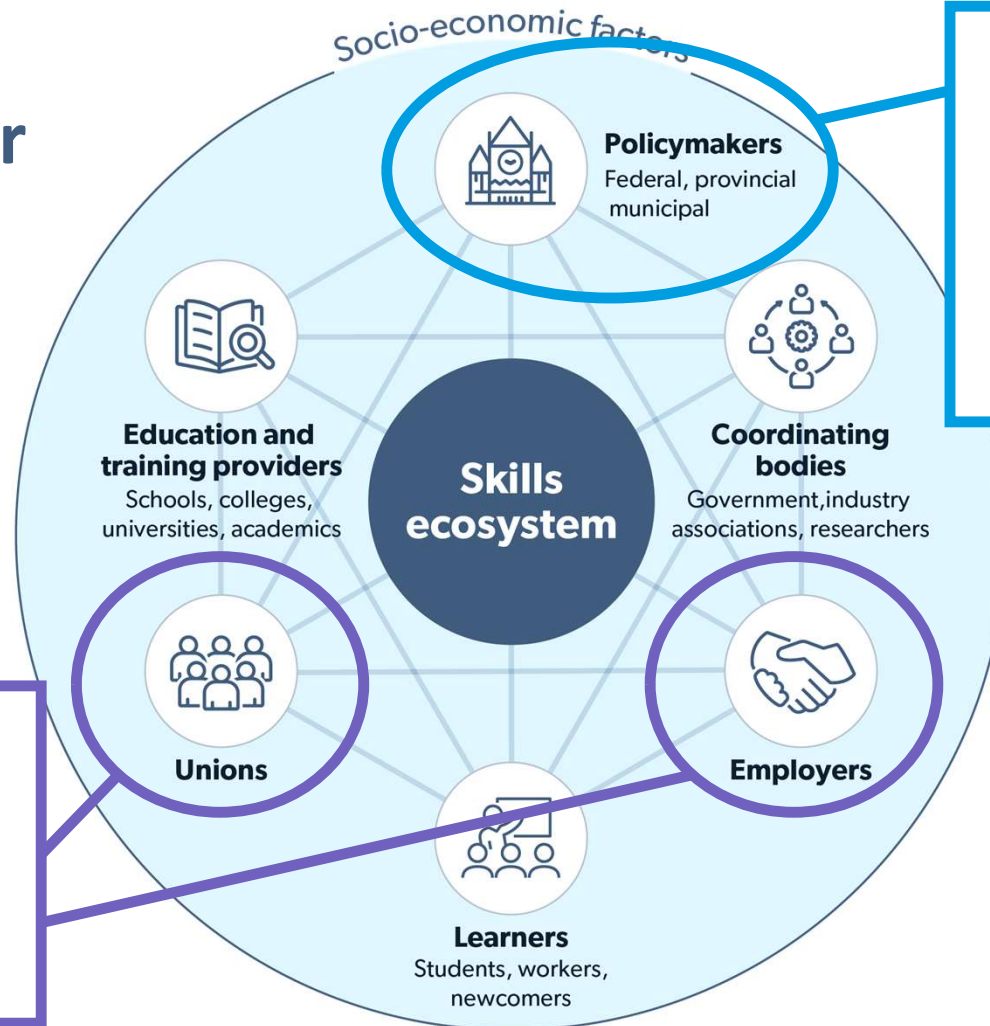 Socio-economic factors
r
Policymakers
Federal, provincial
municipal
Education and
training providers
Schools, colleges,
universities, academics
Skills
ecosystem
Coordinating
bodies
Government,industry
associations, researchers
Unions
Employers
Learners
Students, workers,
newcomers